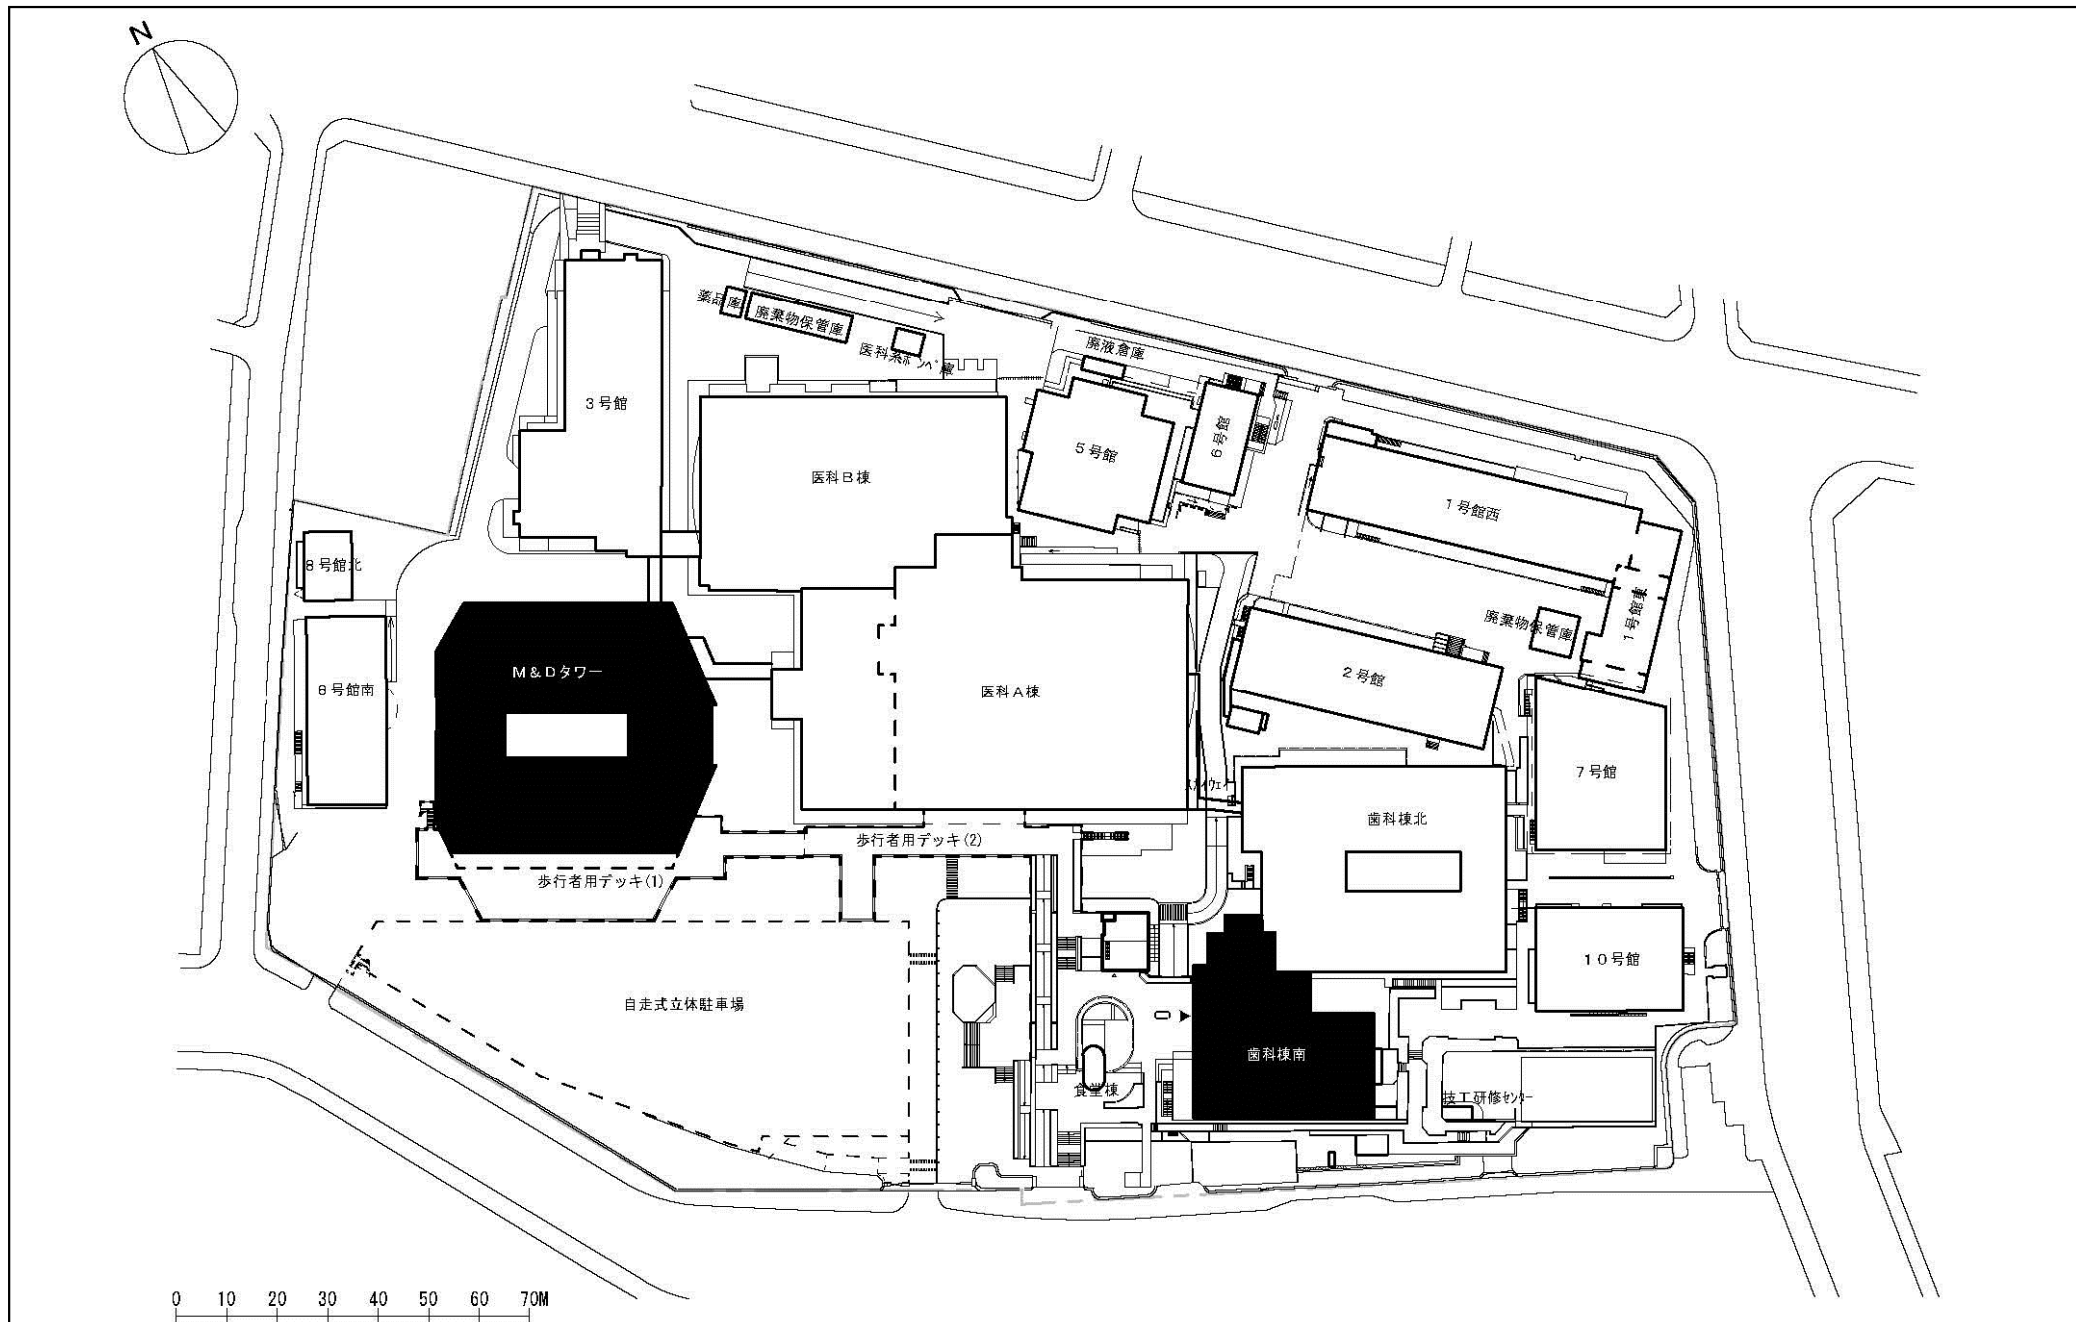 N
薬品庫
廃棄物保管庫
医科系ボンベ庫
廃液倉庫
3号館
5号館
6号館
医科B棟
1号館西
8号館北
1号館東
廃棄物保管庫
8号館南
M&Dタワー
医科A棟
2号館
7号館
スカイウェイ
歯科棟北
歩行者用デッキ(2)
歩行者用デッキ(1)
10号館
自走式立体駐車場
歯科棟南
食堂棟
技工研修センター
0 10 20 30 40 50 60 70M